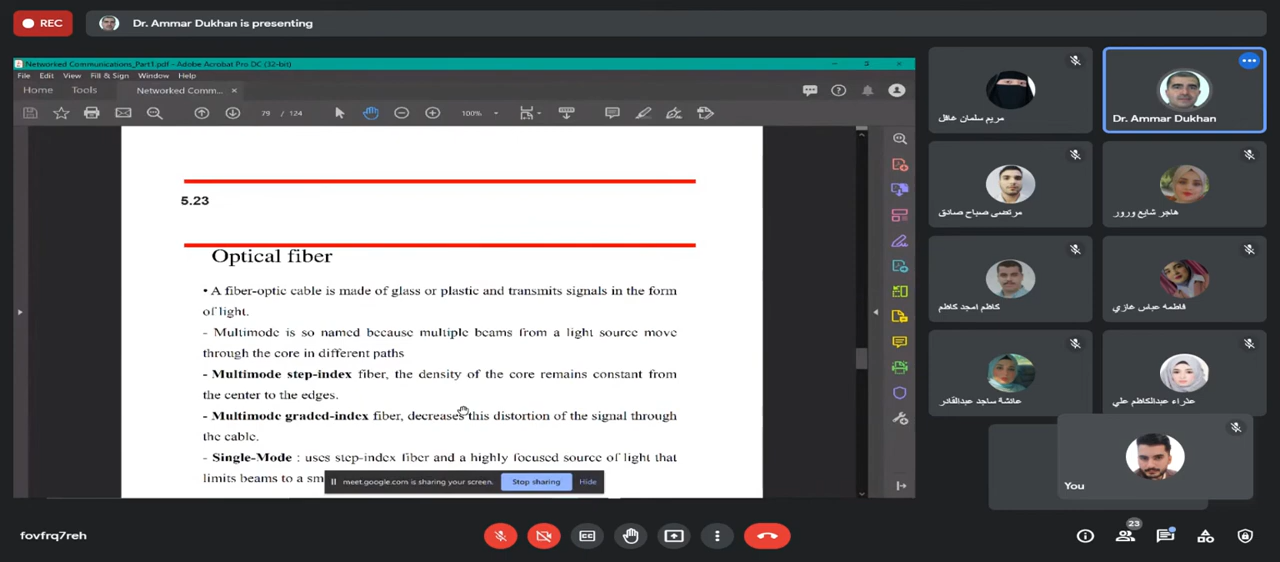 REC
Dr. Ammar Dukhan is presenting
Networked Communications_Part1.pdf - Adobe Acrobat Pro DC (32-bit)
File Edit View Fill & Sign Window Help
Home Tools Networked Comm... ×
79 / 124 100%
5.23
Optical fiber
• A fiber-optic cable is made of glass or plastic and transmits signals in the form
of light.
- Multimode is so named because multiple beams from a light source move
through the core in different paths
- Multimode step-index fiber, the density of the core remains constant from
the center to the edges.
- Multimode graded-index fiber, decreases this distortion of the signal through
the cable.
- Single-Mode : uses step-index fiber and a highly focused source of light that
limits beams to a sm
meet.google.com is sharing your screen. Stop sharing Hide
مريم سلمان عاقل
Dr. Ammar Dukhan
مرتضى صباح صادق
هاجر شايع ورور
كاظم امجد كاظم
فاطمه عباس غازي
عائشة ساجد عبدالقادر
عذراء عبدالكاظم علي
You
fovfrq7reh
CC
23